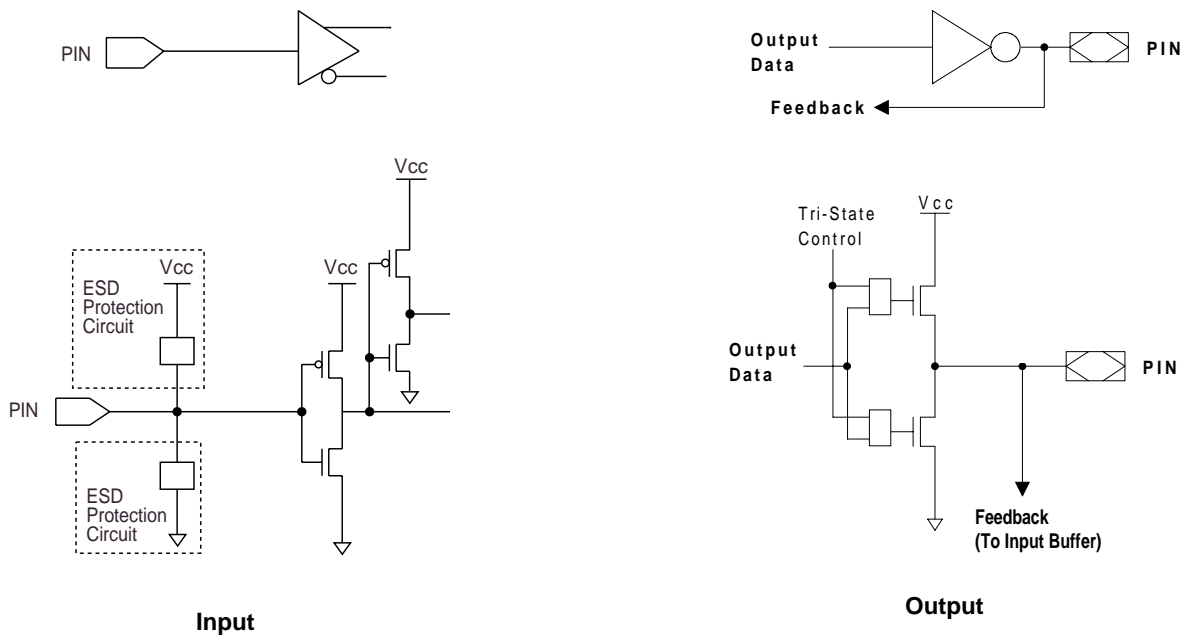 PIN
Output
Data
PIN
Feedback
Vcc
Vcc
Vcc
ESD
Protection
Circuit
PIN
ESD
Protection
Circuit
Input
Tri-State
Control
Vcc
Output
Data
PIN
Feedback
(To Input Buffer)
Output